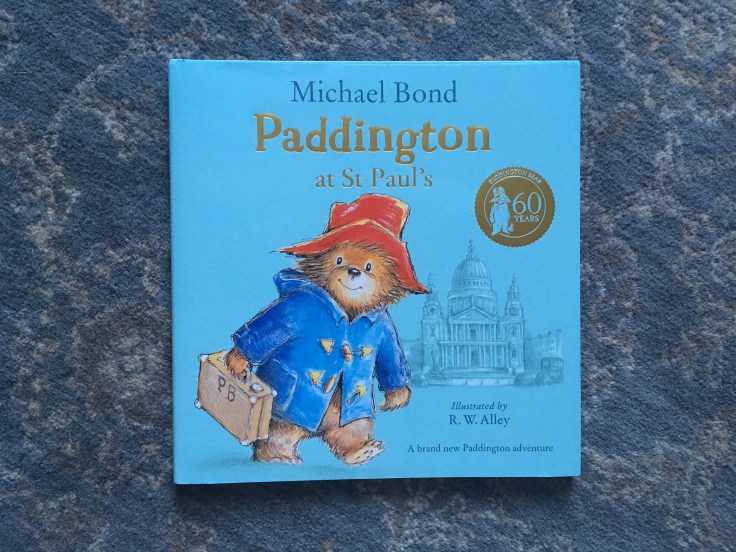 Michael Bond
Paddington
at St Paul's
PADDINGTON BEAR
60
YEARS
PB
Illustrated by
R. W. Alley
A brand new Paddington adventure